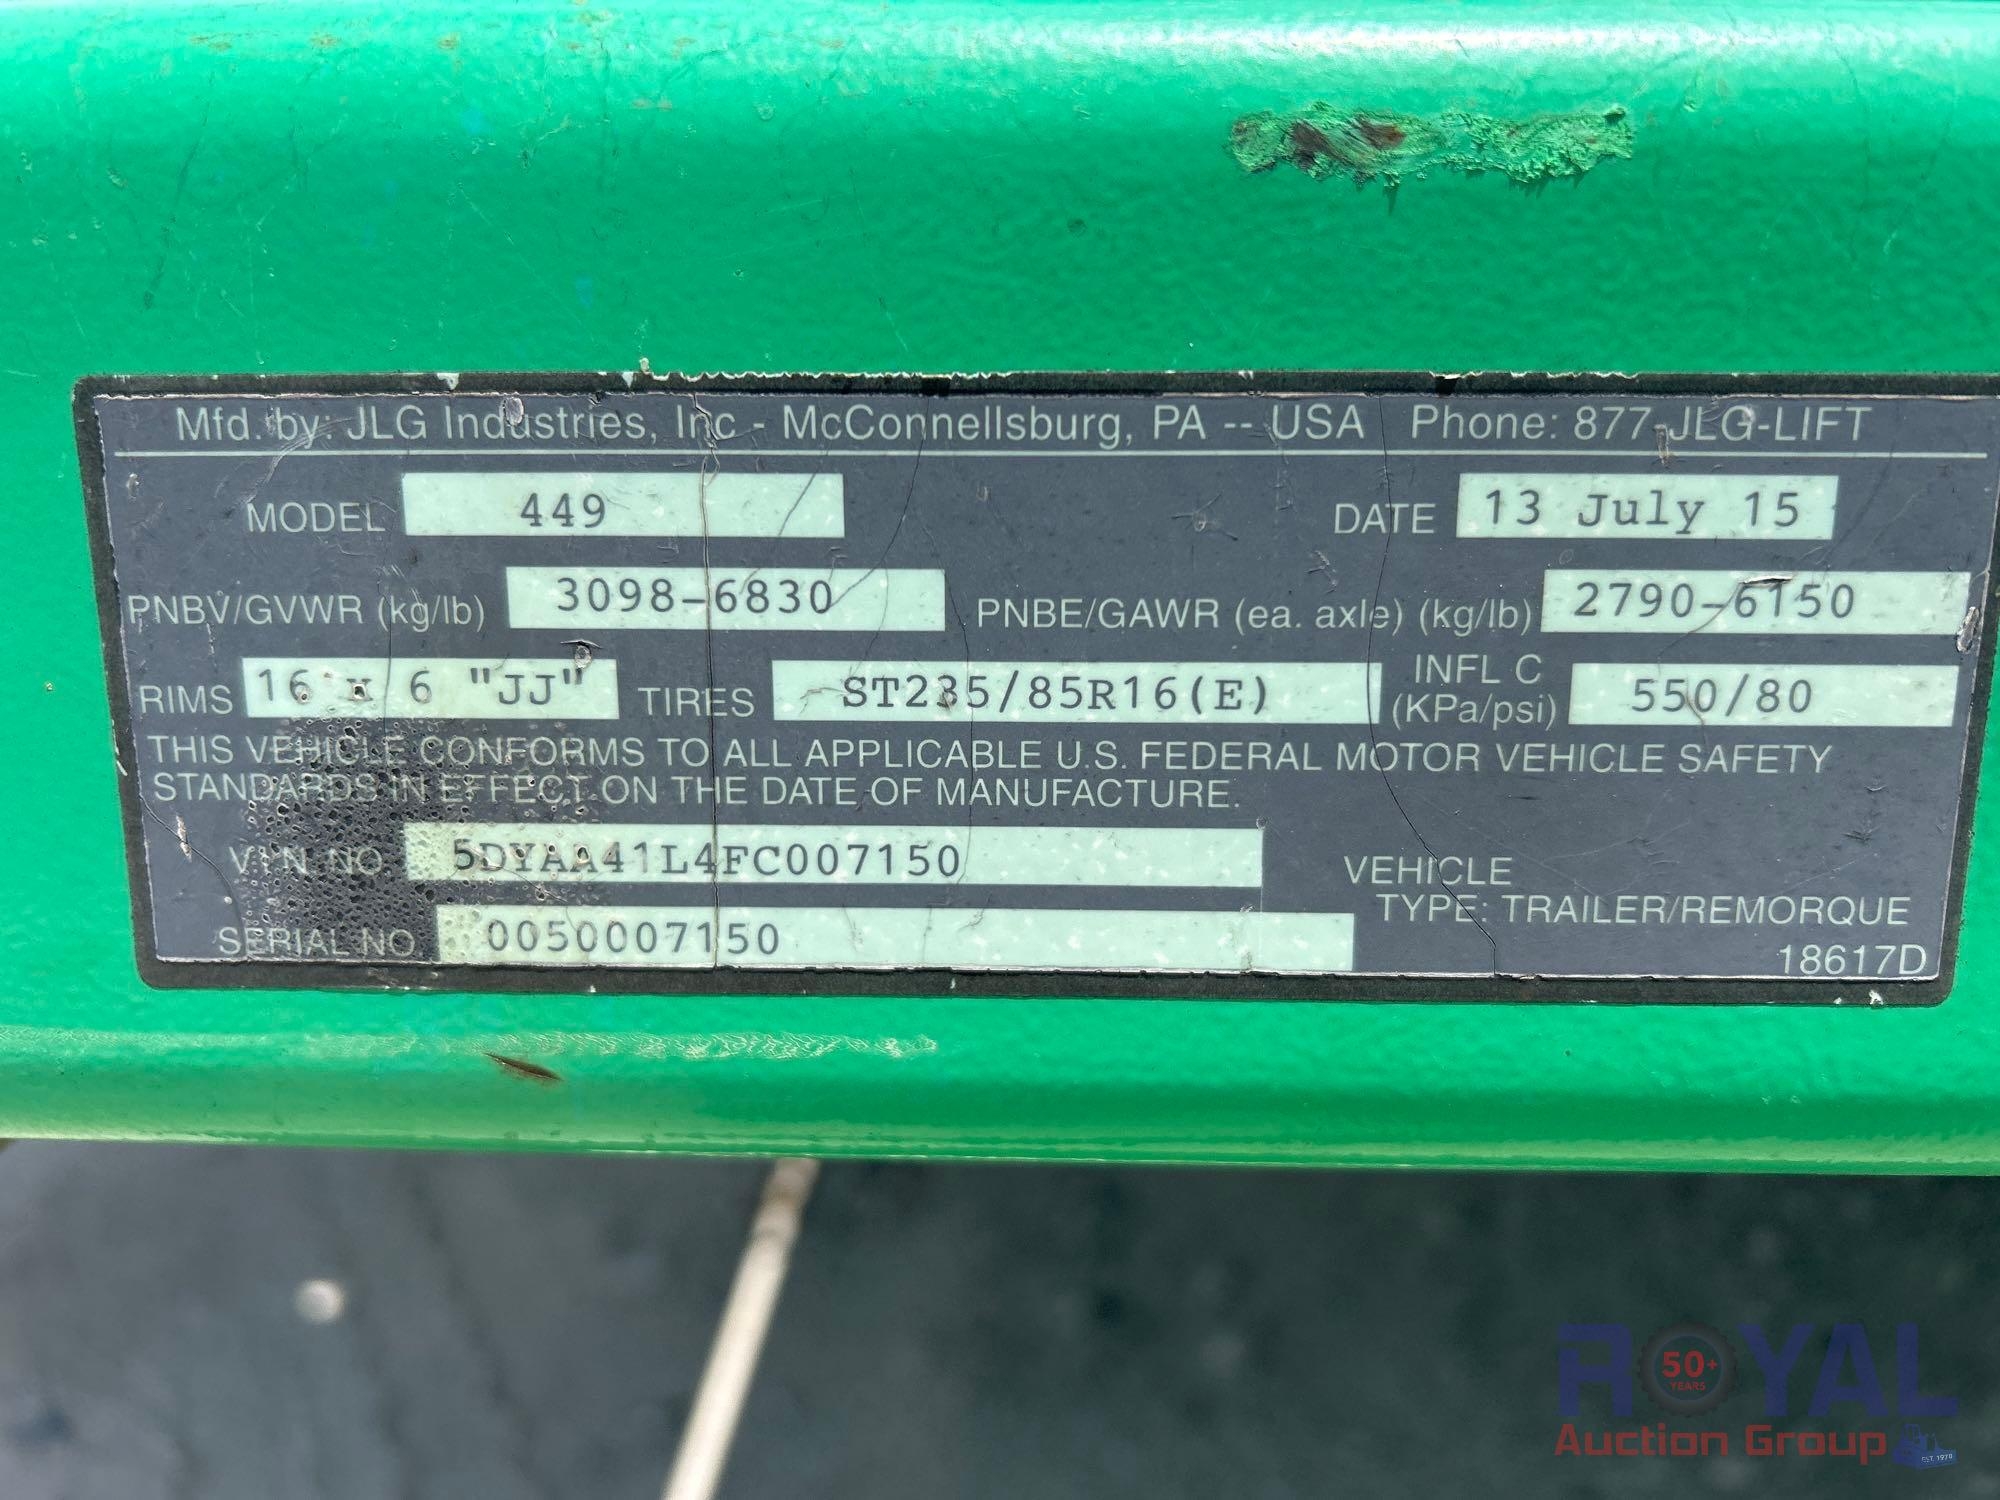 Mfd. by: JLG Industries, Inc - McConnellsburg, PA -- USA Phone: 877-JLG-LIFT
MODEL 449 DATE 13 July 15
PNBV/GVWR (kg/lb) 3098-6830 PNBE/GAWR (ea. axle) (kg/lb) 2790-6150
RIMS 16 x 6 "JJ" TIRES ST235/85R16(E) INFL C (KPa/psi) 550/80
THIS VEHICLE CONFORMS TO ALL APPLICABLE U.S. FEDERAL MOTOR VEHICLE SAFETY
STANDARDS IN EFFECT ON THE DATE OF MANUFACTURE.
VIN NO. 5DYAA41L4FC007150 VEHICLE
TYPE: TRAILER/REMORQUE
SERIAL NO. 0050007150
18617D
ROYAL
50+
YEARS
Auction Group
EST. 1970